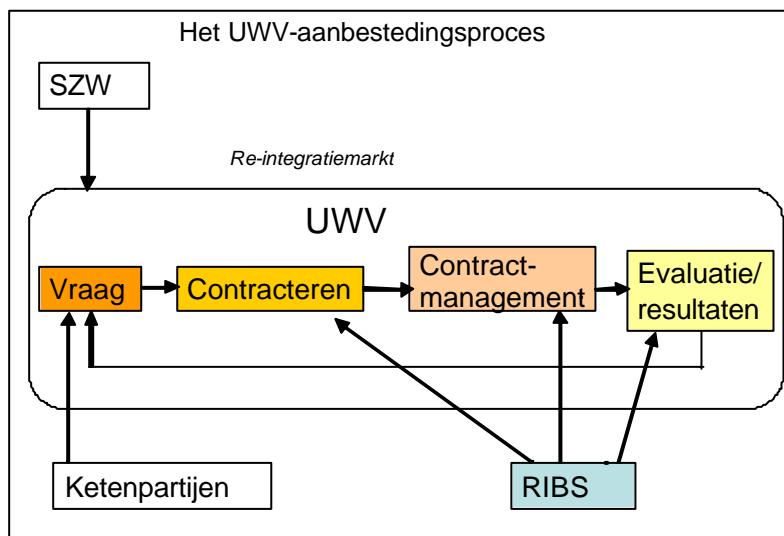 Het UWV-aanbestedingsproces
SZW
Re-integratiemarkt
UWV
Vraag
Contracteren
Contract-
management
Evaluatie/
resultaten
Ketenpartijen
RIBS